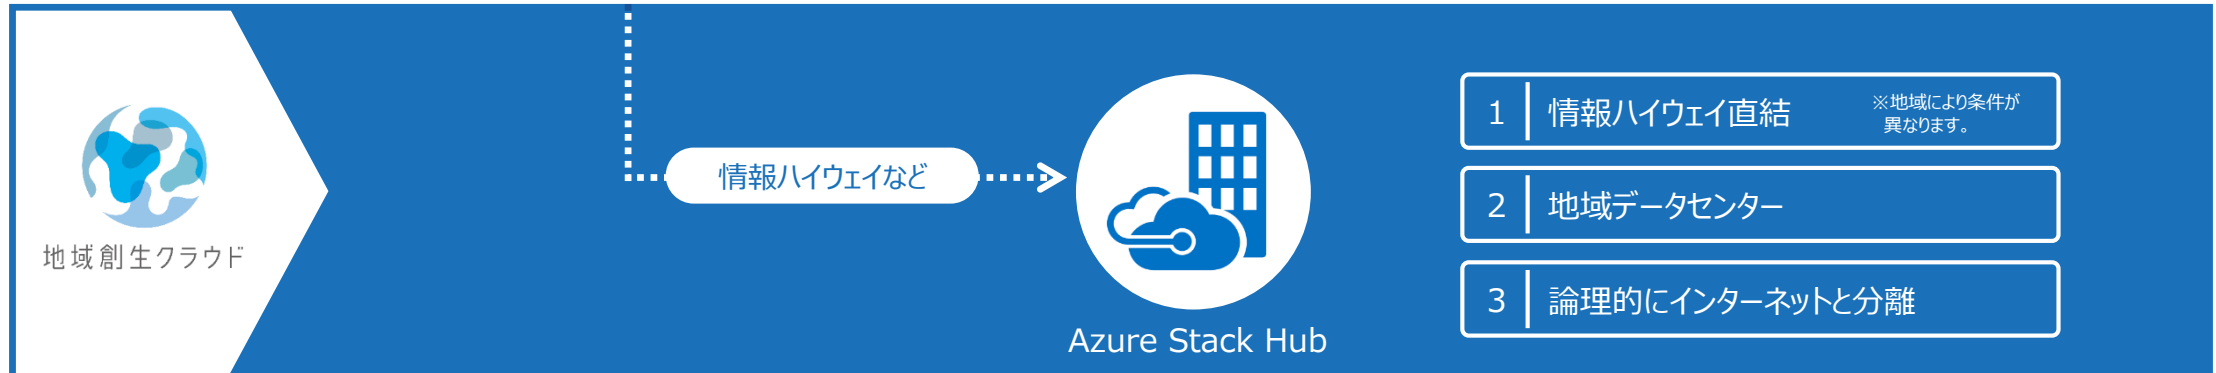 地域創生クラウド
情報ハイウェイなど
Azure Stack Hub
1 情報ハイウェイ直結 ※地域により条件が
異なります。
2 地域データセンター
3 論理的にインターネットと分離